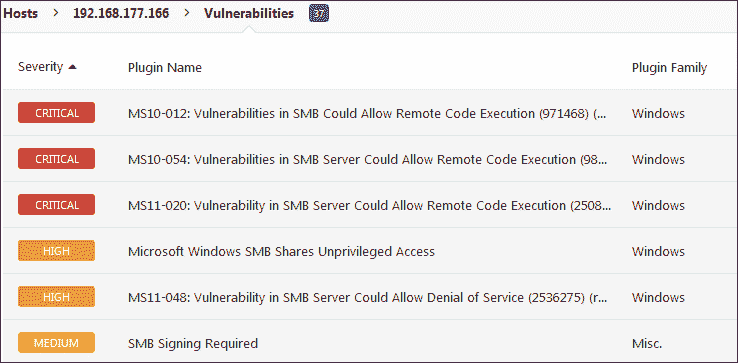 Hosts > 192.168.177.166 > Vulnerabilities 37
Severity Plugin Name Plugin Family
CRITICAL MS10-012: Vulnerabilities in SMB Could Allow Remote Code Execution (971468) (... Windows
CRITICAL MS10-054: Vulnerabilities in SMB Server Could Allow Remote Code Execution (98... Windows
CRITICAL MS11-020: Vulnerability in SMB Server Could Allow Remote Code Execution (2508... Windows
HIGH Microsoft Windows SMB Shares Unprivileged Access Windows
HIGH MS11-048: Vulnerability in SMB Server Could Allow Denial of Service (2536275) (r... Windows
MEDIUM SMB Signing Required Misc.